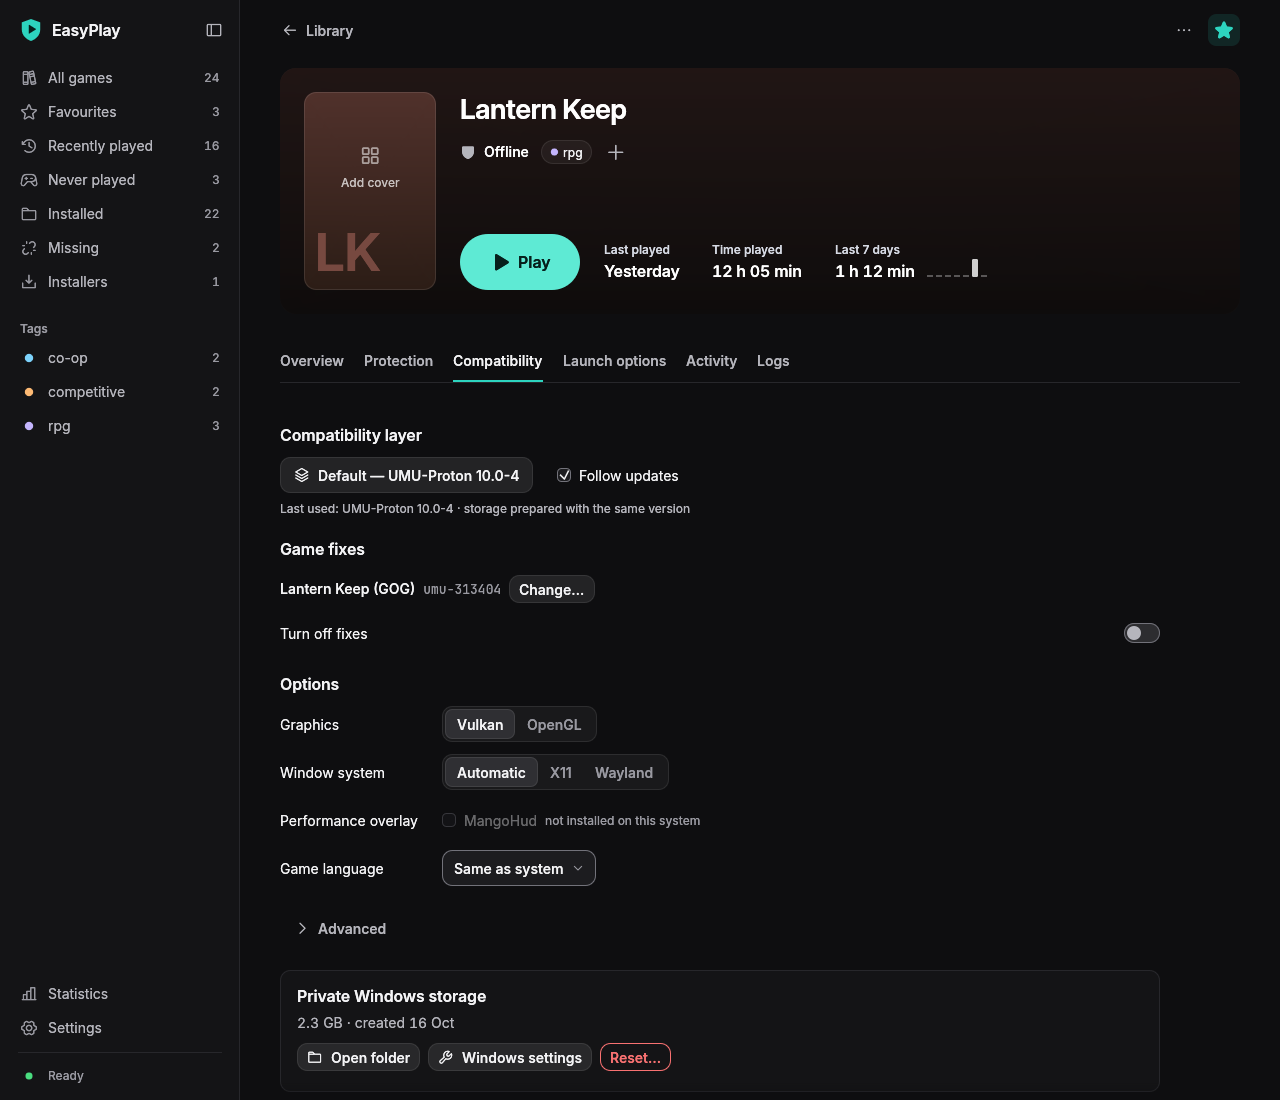 EasyPlay
All games 24
Favourites 3
Recently played 16
Never played 3
Installed 22
Missing 2
Installers 1
Tags
co-op 2
competitive 2
rpg 3
Statistics
Settings
Ready
Library
Add cover
LK
Lantern Keep
Offline rpg
Play
Last played Time played Last 7 days
Yesterday 12 h 05 min 1 h 12 min
Overview Protection Compatibility Launch options Activity Logs
Compatibility layer
Default — UMU-Proton 10.0-4 Follow updates
Last used: UMU-Proton 10.0-4 · storage prepared with the same version
Game fixes
Lantern Keep (GOG) umu-313404 Change...
Turn off fixes
Options
Graphics Vulkan OpenGL
Window system Automatic X11 Wayland
Performance overlay MangoHud not installed on this system
Game language Same as system
Advanced
Private Windows storage
2.3 GB · created 16 Oct
Open folder Windows settings Reset...